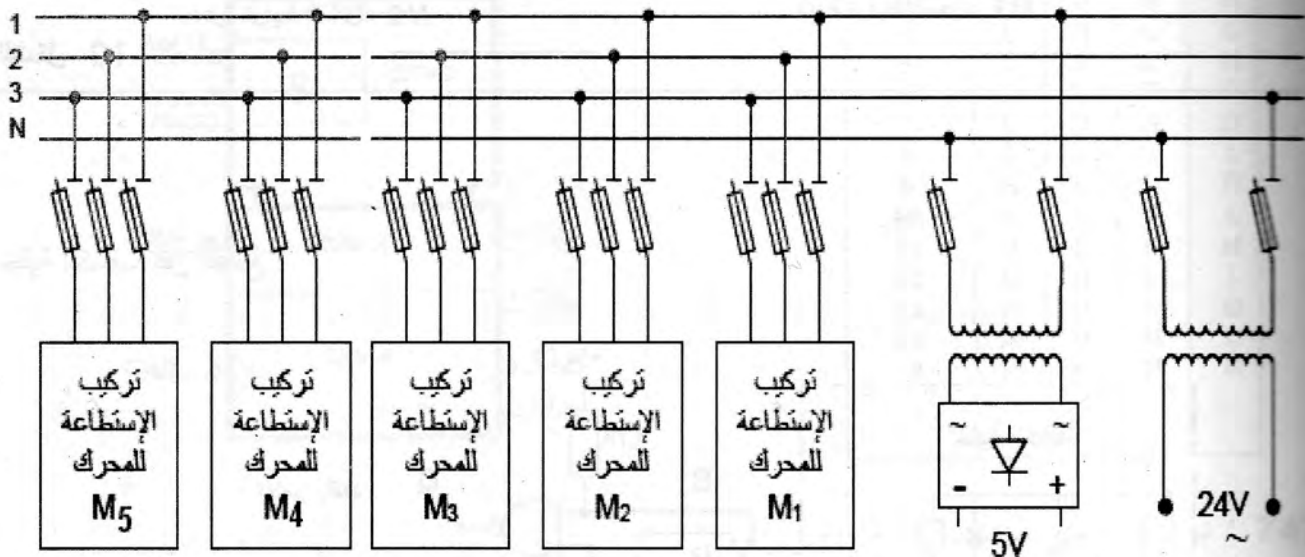 1
2
3
N
تركيب
الإستطاعة
للمحرك
M5
تركيب
الإستطاعة
للمحرك
M4
تركيب
الإستطاعة
للمحرك
M3
تركيب
الإستطاعة
للمحرك
M2
تركيب
الإستطاعة
للمحرك
M1
~ ~
- +
5V
24V
~